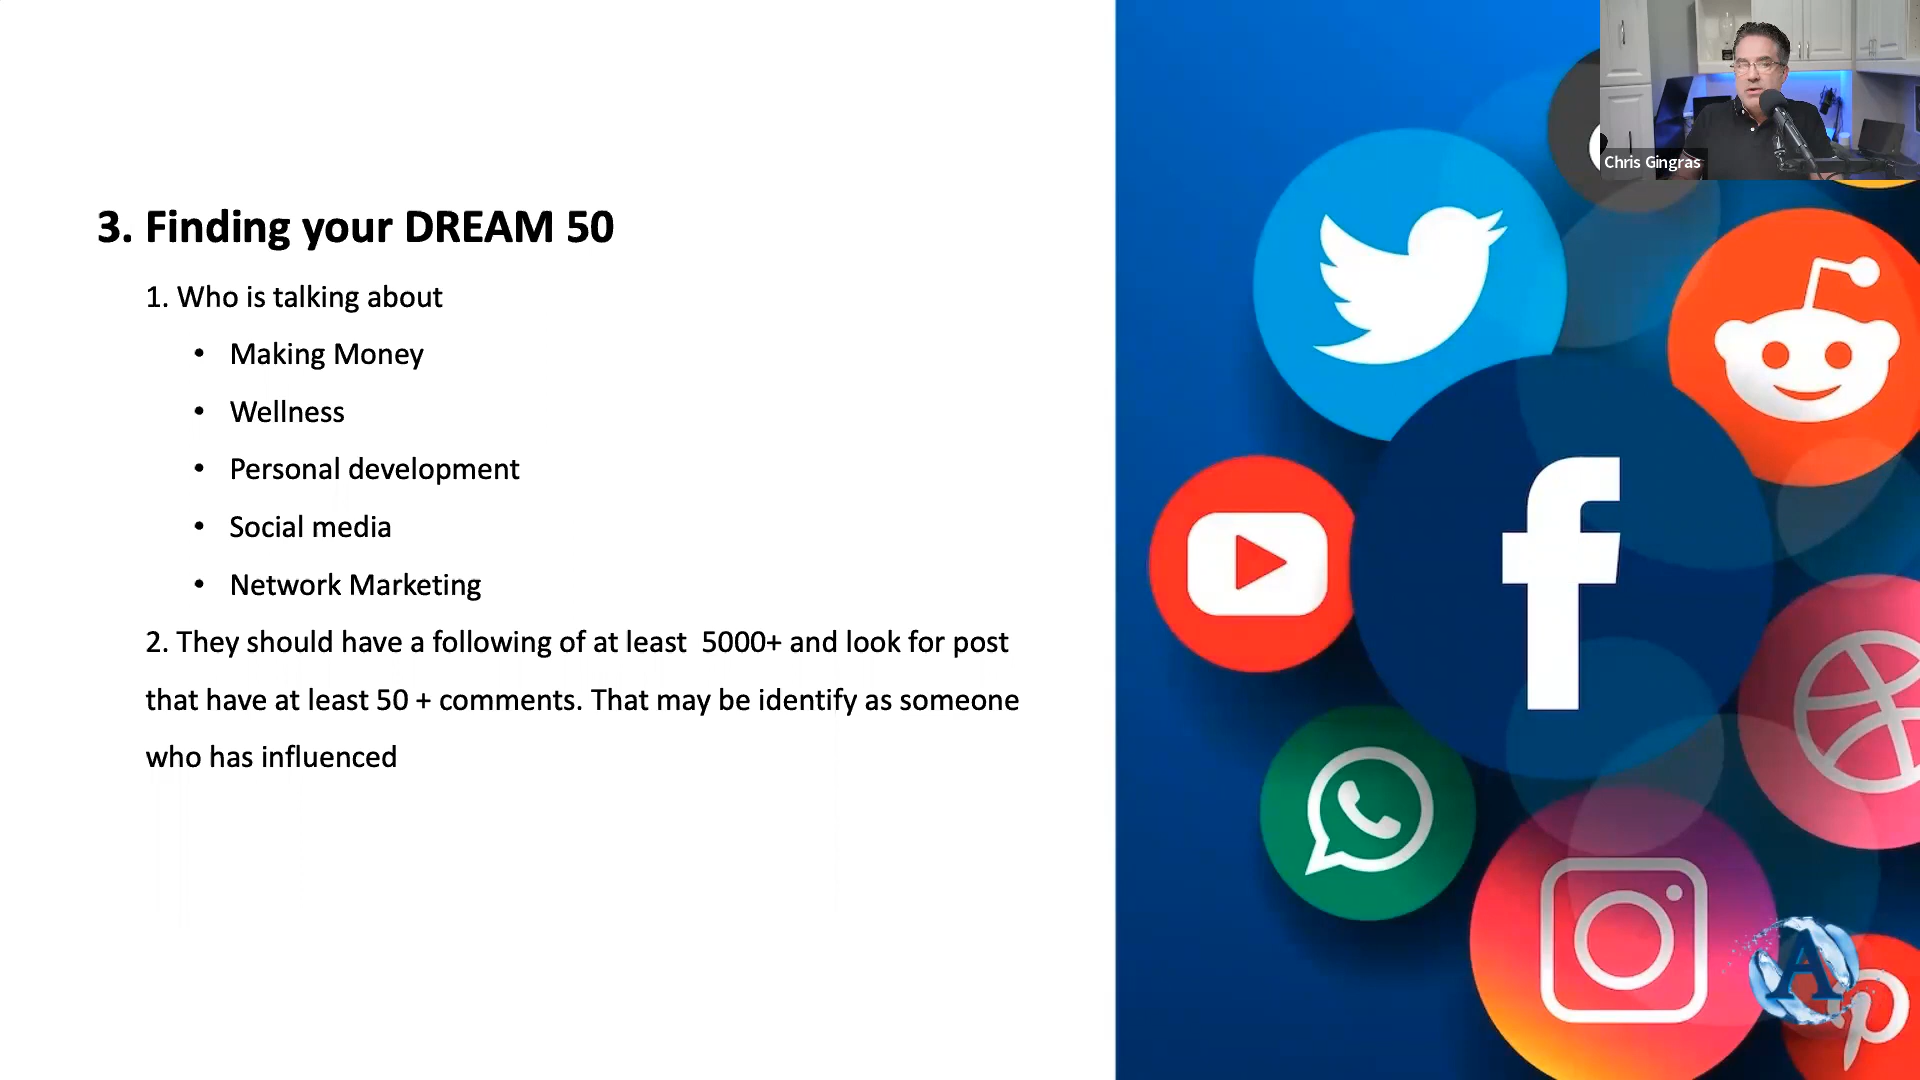 Chris Gingras
3. Finding your DREAM 50
1. Who is talking about
• Making Money
• Wellness
• Personal development
• Social media
• Network Marketing
2. They should have a following of at least  5000+ and look for post
that have at least 50 + comments. That may be identify as someone
who has influenced
A